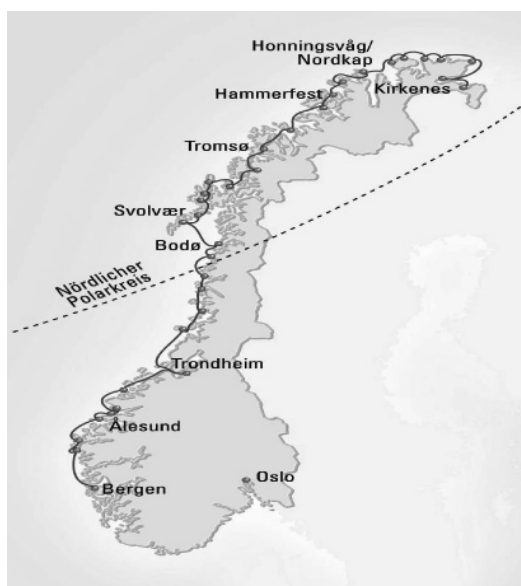 Honningsvåg/
Nordkap
Kirkenes
Hammerfest
Tromsø
Svolvær
Bodø
Nördlicher
Polarkreis
Trondheim
Ålesund
Oslo
Bergen